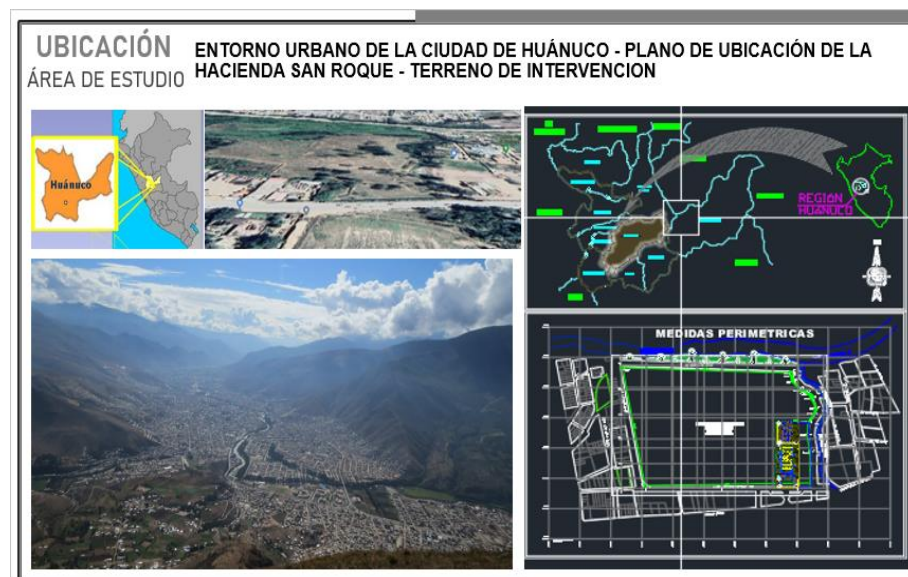 UBICACIÓN
ÁREA DE ESTUDIO
ENTORNO URBANO DE LA CIUDAD DE HUÁNUCO - PLANO DE UBICACIÓN DE LA
HACIENDA SAN ROQUE - TERRENO DE INTERVENCION
Huánuco
REGION
HUANUCO
MEDIDAS PERIMETRICAS